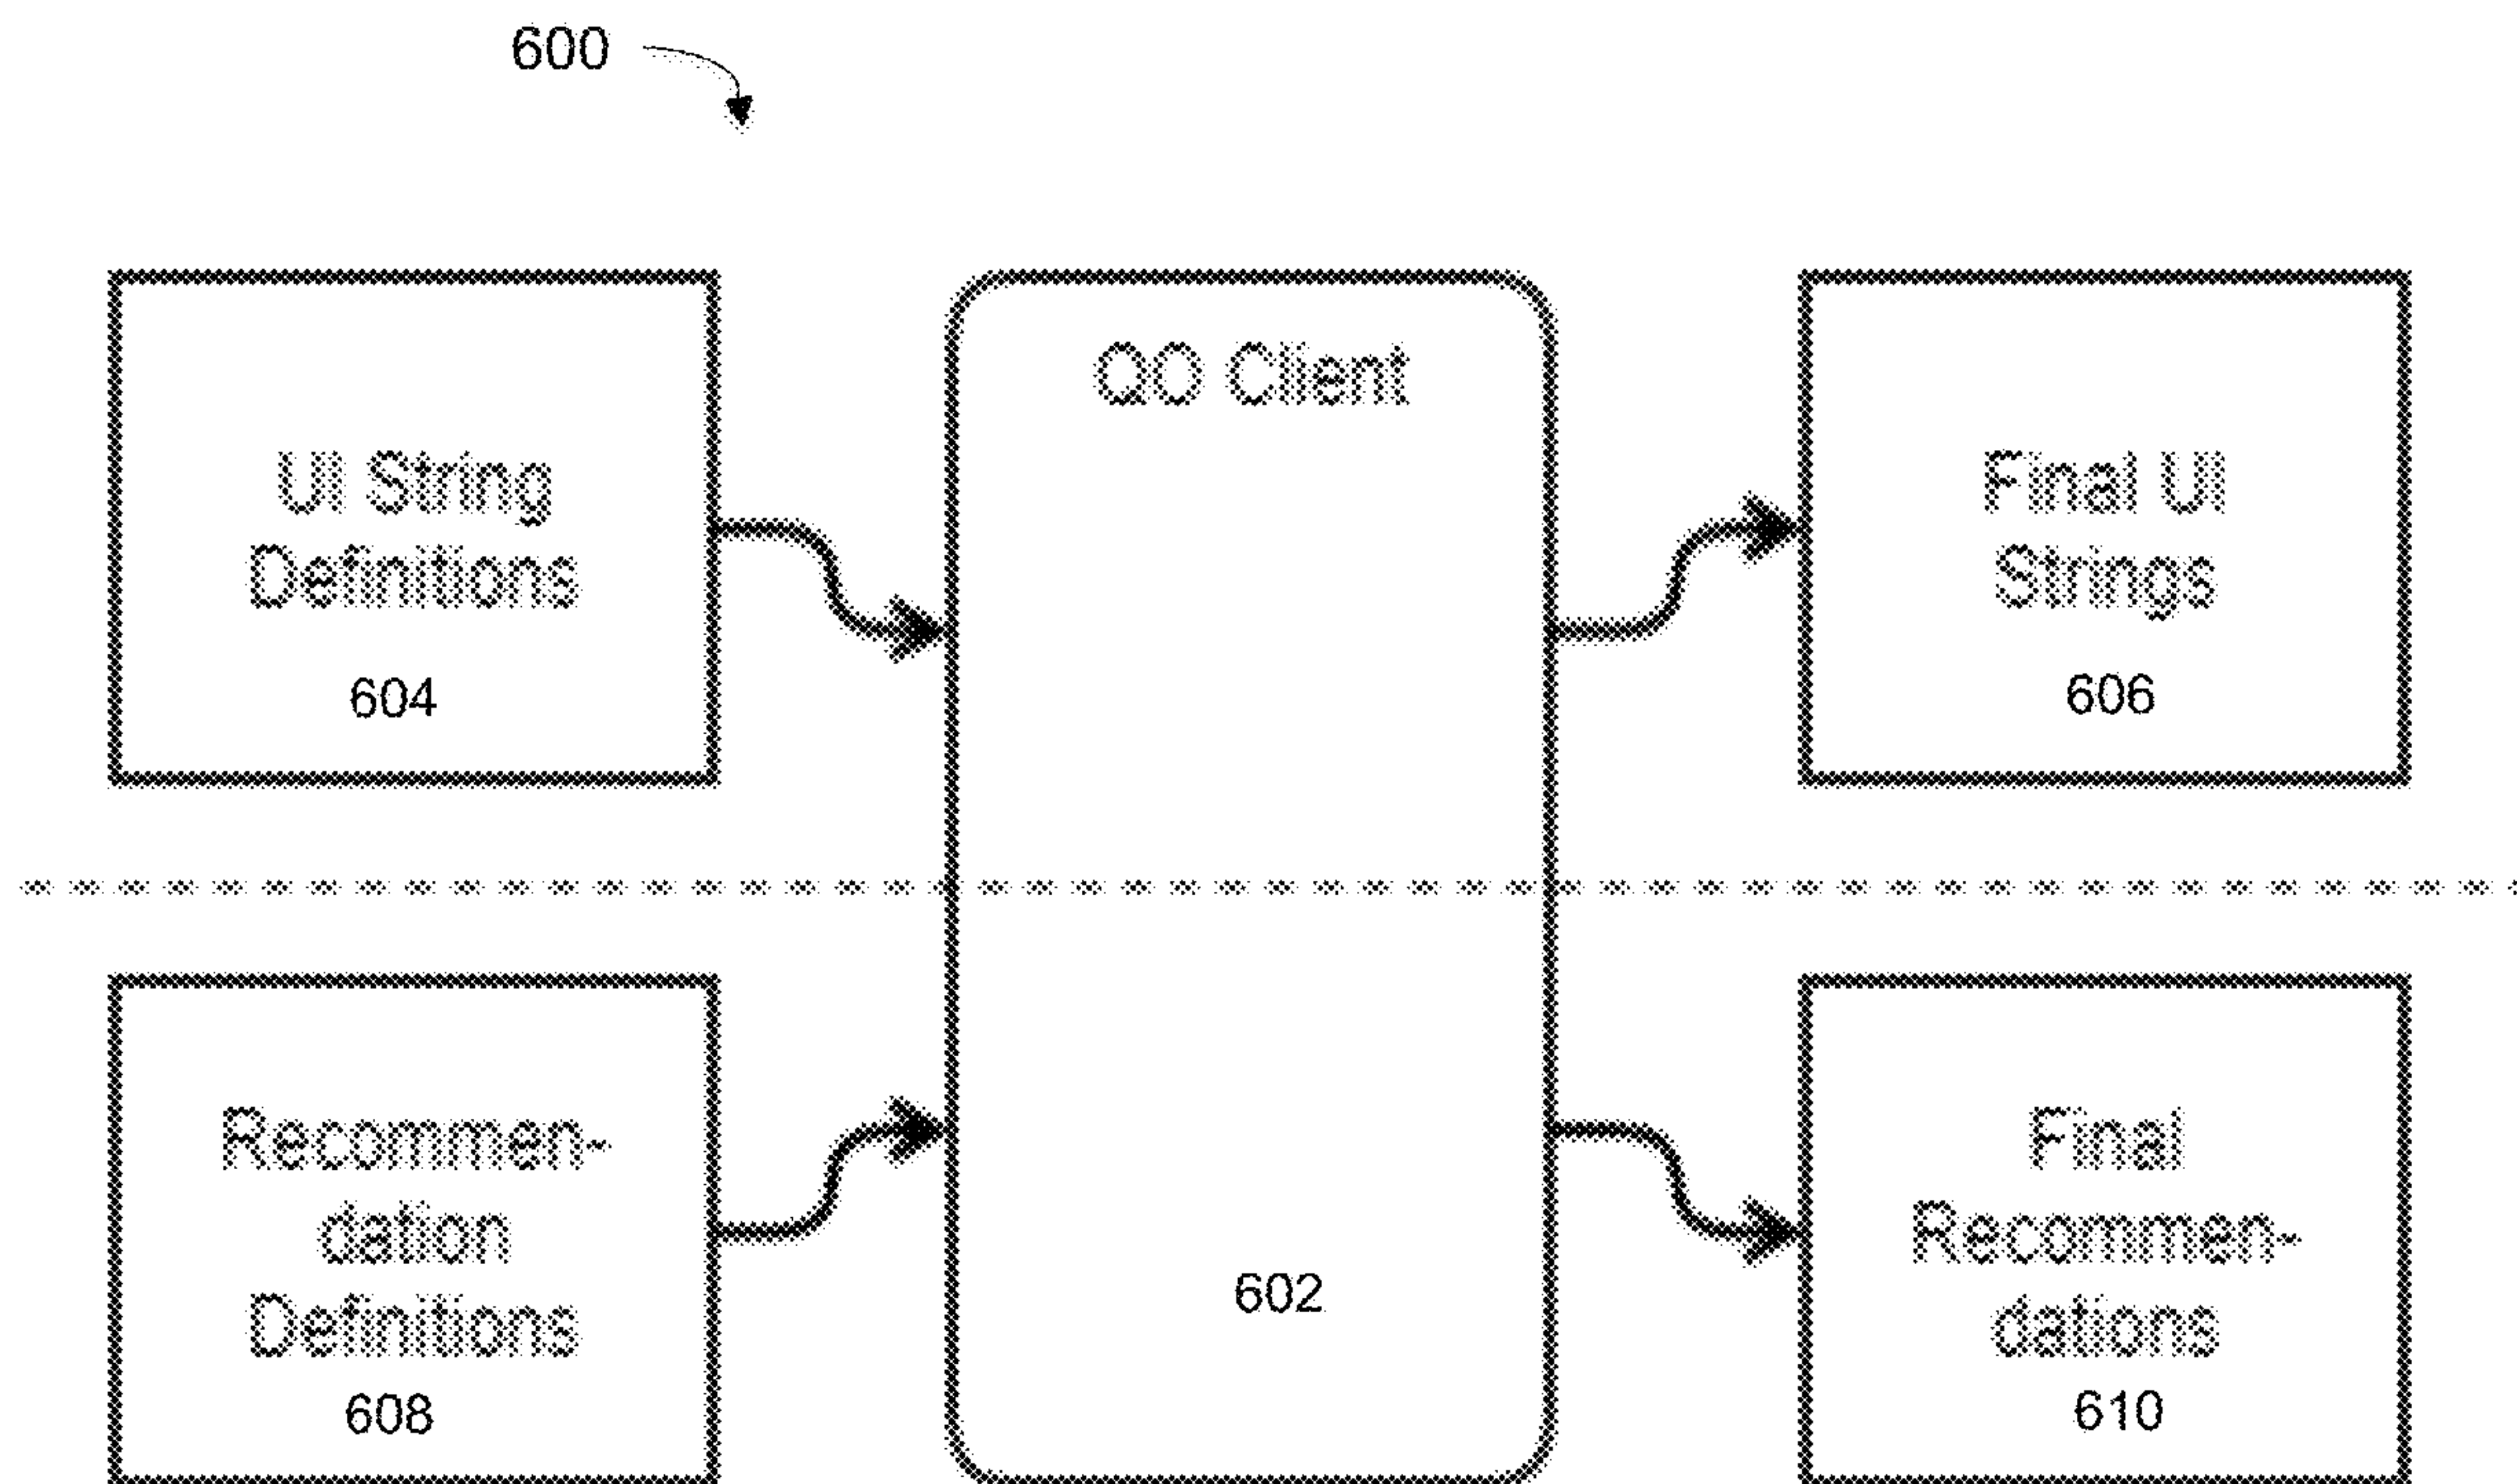 600
QO Client
UI String
Definitions
604
Final UI
Strings
606
Recommen-
dation
Definitions
608
602
Final
Recommen-
dations
610